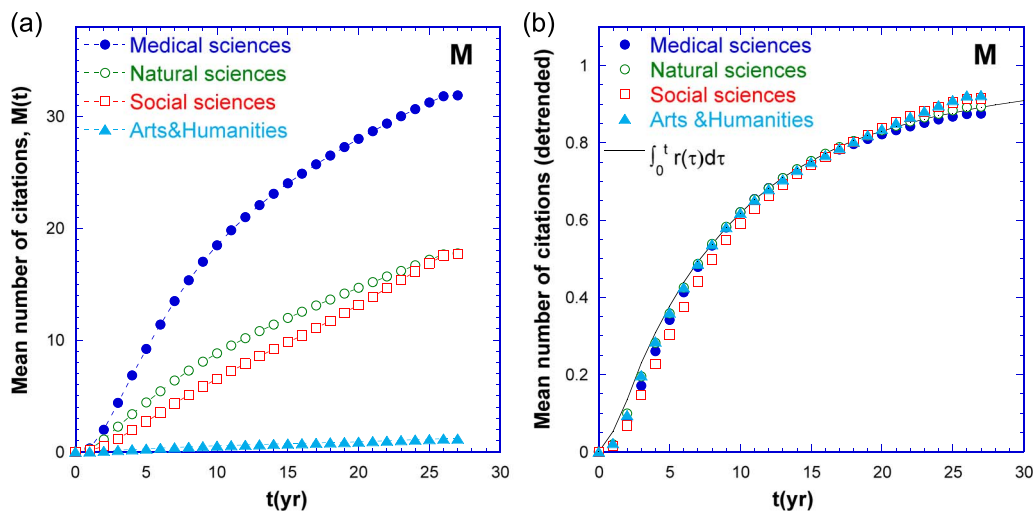 (a)
Medical sciences
Natural sciences
Social sciences
Arts&Humanities
M
Mean number of citations, M(t)
30
20
10
0
0 5 10 15 20 25 30
t(yr)
(b)
Medical sciences
Natural sciences
Social sciences
Arts &Humanities
∫₀ᵗ r(τ)dτ
M
Mean number of citations (detrended)
1
0.8
0.6
0.4
0.2
0
0 5 10 15 20 25 30
t(yr)